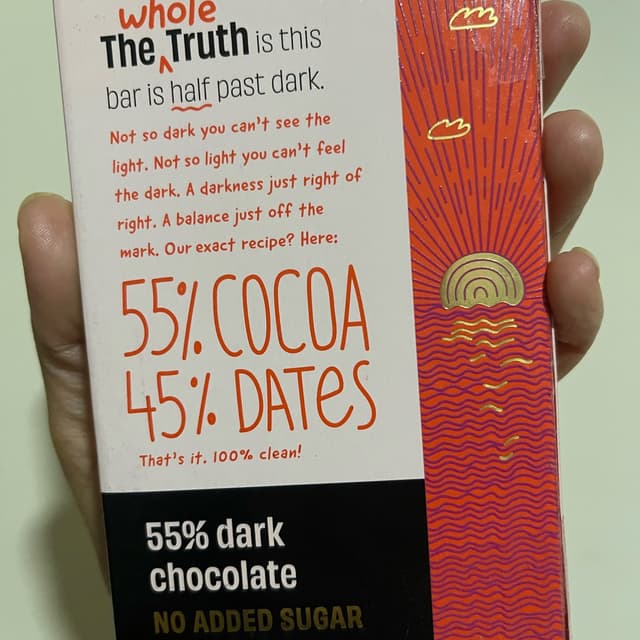 whole
The Truth is this
bar is half past dark.
Not so dark you can't see the
light. Not so light you can't feel
the dark. A darkness just right of
right. A balance just off the
mark. Our exact recipe? Here:
55% COCOA
45% DATes
That's it. 100% clean!
55% dark
chocolate
NO ADDED SUGAR